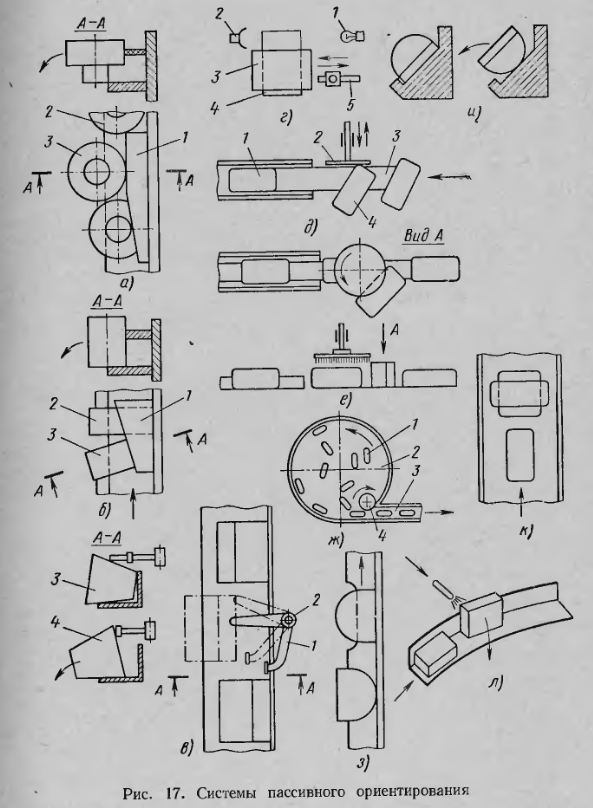 А-А
2
3
1
А
А
а)
А-А
2
3
1
А
А
б)
А-А
3
4
2
1
А
А
в)
2
1
3
4
5
г)
и)
1
2
3
4
д)
Вид А
А
е)
1
2
3
4
ж)
з)
к)
л)
Рис. 17. Системы пассивного ориентирования